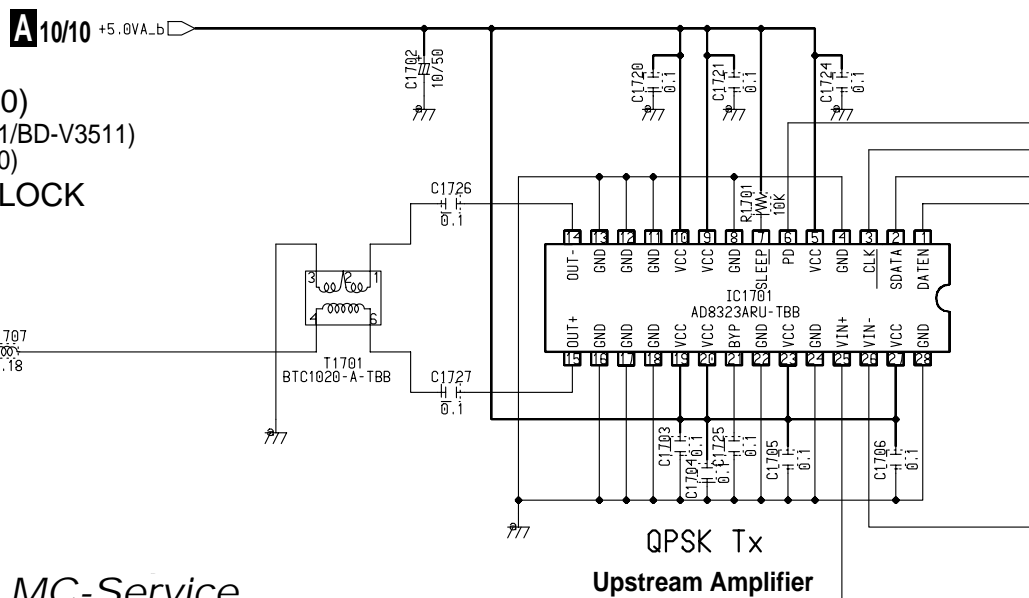 A 10/10 +5.0VA_b
C1702 + 10/50
C1720 0.1
C1721 0.1
C1724 0.1
0)
1/BD-V3511)
0)
LOCK
C1726
0.1
R1701 10K
14 13 12 11 10 9 8 7 6 5 4 3 2 1
OUT- GND GND GND VCC VCC GND SLEEP PD VCC GND CLK SDATA DATEN
3 2 1
IC1701
AD8323ARU-TBB
4 6
OUT+ GND GND GND VCC VCC BYP GND VCC GND VIN+ VIN- VCC GND
15 16 17 18 19 20 21 22 23 24 25 26 27 28
707
.18
T1701
BTC1020-A-TBB
C1727
0.1
C1703 0.1
C1704 0.1
C1725 0.1
C1705 0.1
C1706 0.1
QPSK Tx
Upstream Amplifier
MC-Service